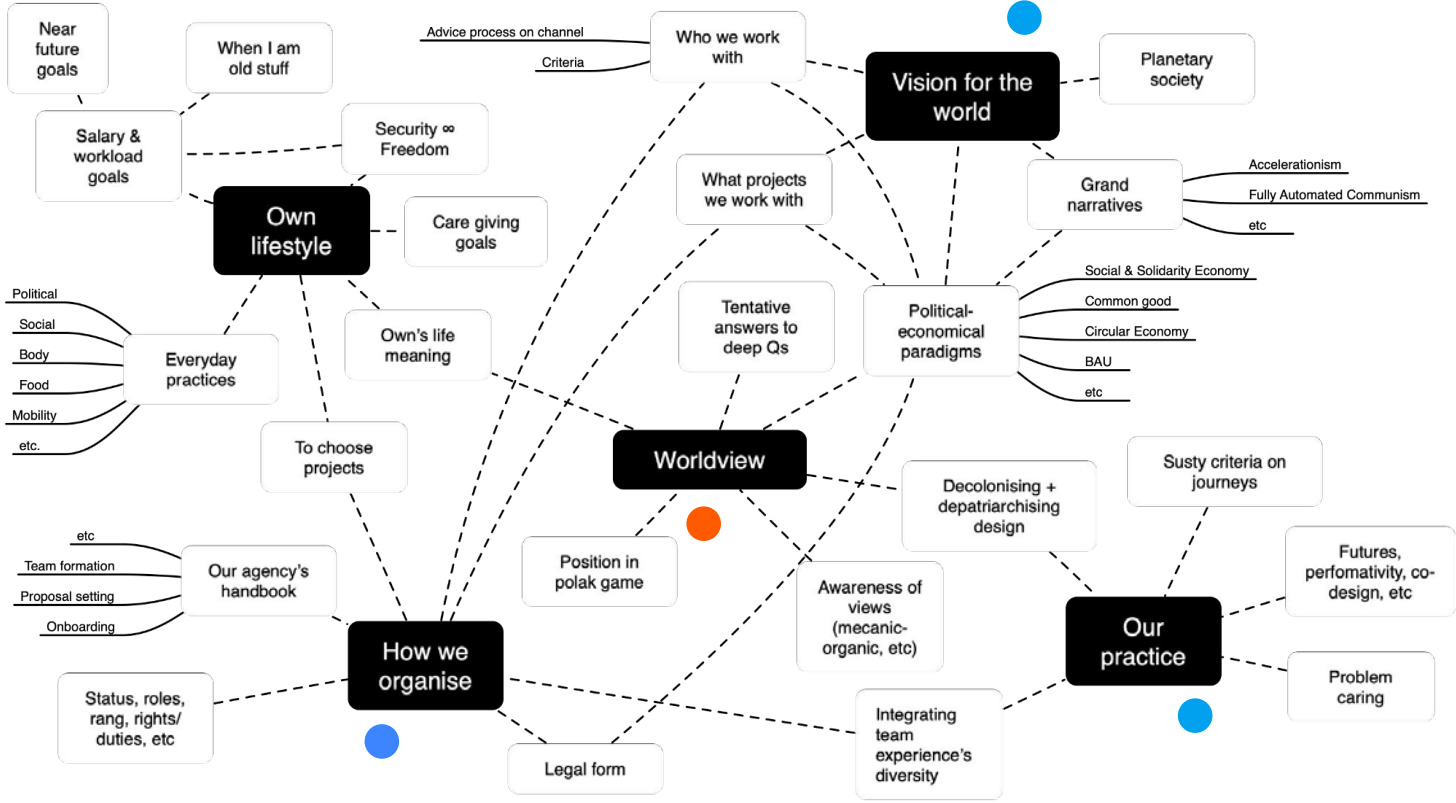 Near
future
goals
When I am
old stuff
Salary &
workload
goals
Security ∞
Freedom
Own
lifestyle
Care giving
goals
Political
Social
Body
Food
Mobility
etc.
Everyday
practices
Own's life
meaning
To choose
projects
Advice process on channel
Criteria
Who we work
with
Vision for the
world
Planetary
society
What projects
we work with
Grand
narratives
Accelerationism
Fully Automated Communism
etc
Tentative
answers to
deep Qs
Political-
economical
paradigms
Social & Solidarity Economy
Common good
Circular Economy
BAU
etc
Worldview
Position in
polak game
Awareness of
views
(mecanic-
organic, etc)
Decolonising +
depatriarchising
design
Susty criteria on
journeys
Futures,
perfomativity, co-
design, etc
Our
practice
Problem
caring
etc
Team formation
Proposal setting
Onboarding
Our agency's
handbook
How we
organise
Status, roles,
rang, rights/
duties, etc
Legal form
Integrating
team
experience's
diversity